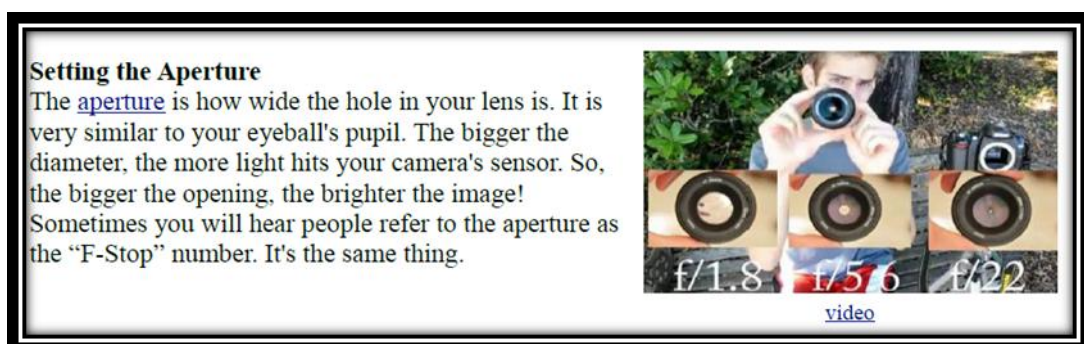 Setting the Aperture
The aperture is how wide the hole in your lens is. It is
very similar to your eyeball's pupil. The bigger the
diameter, the more light hits your camera's sensor. So,
the bigger the opening, the brighter the image!
Sometimes you will hear people refer to the aperture as
the “F-Stop” number. It's the same thing.
f/1.8 f/5.6 f/22
video